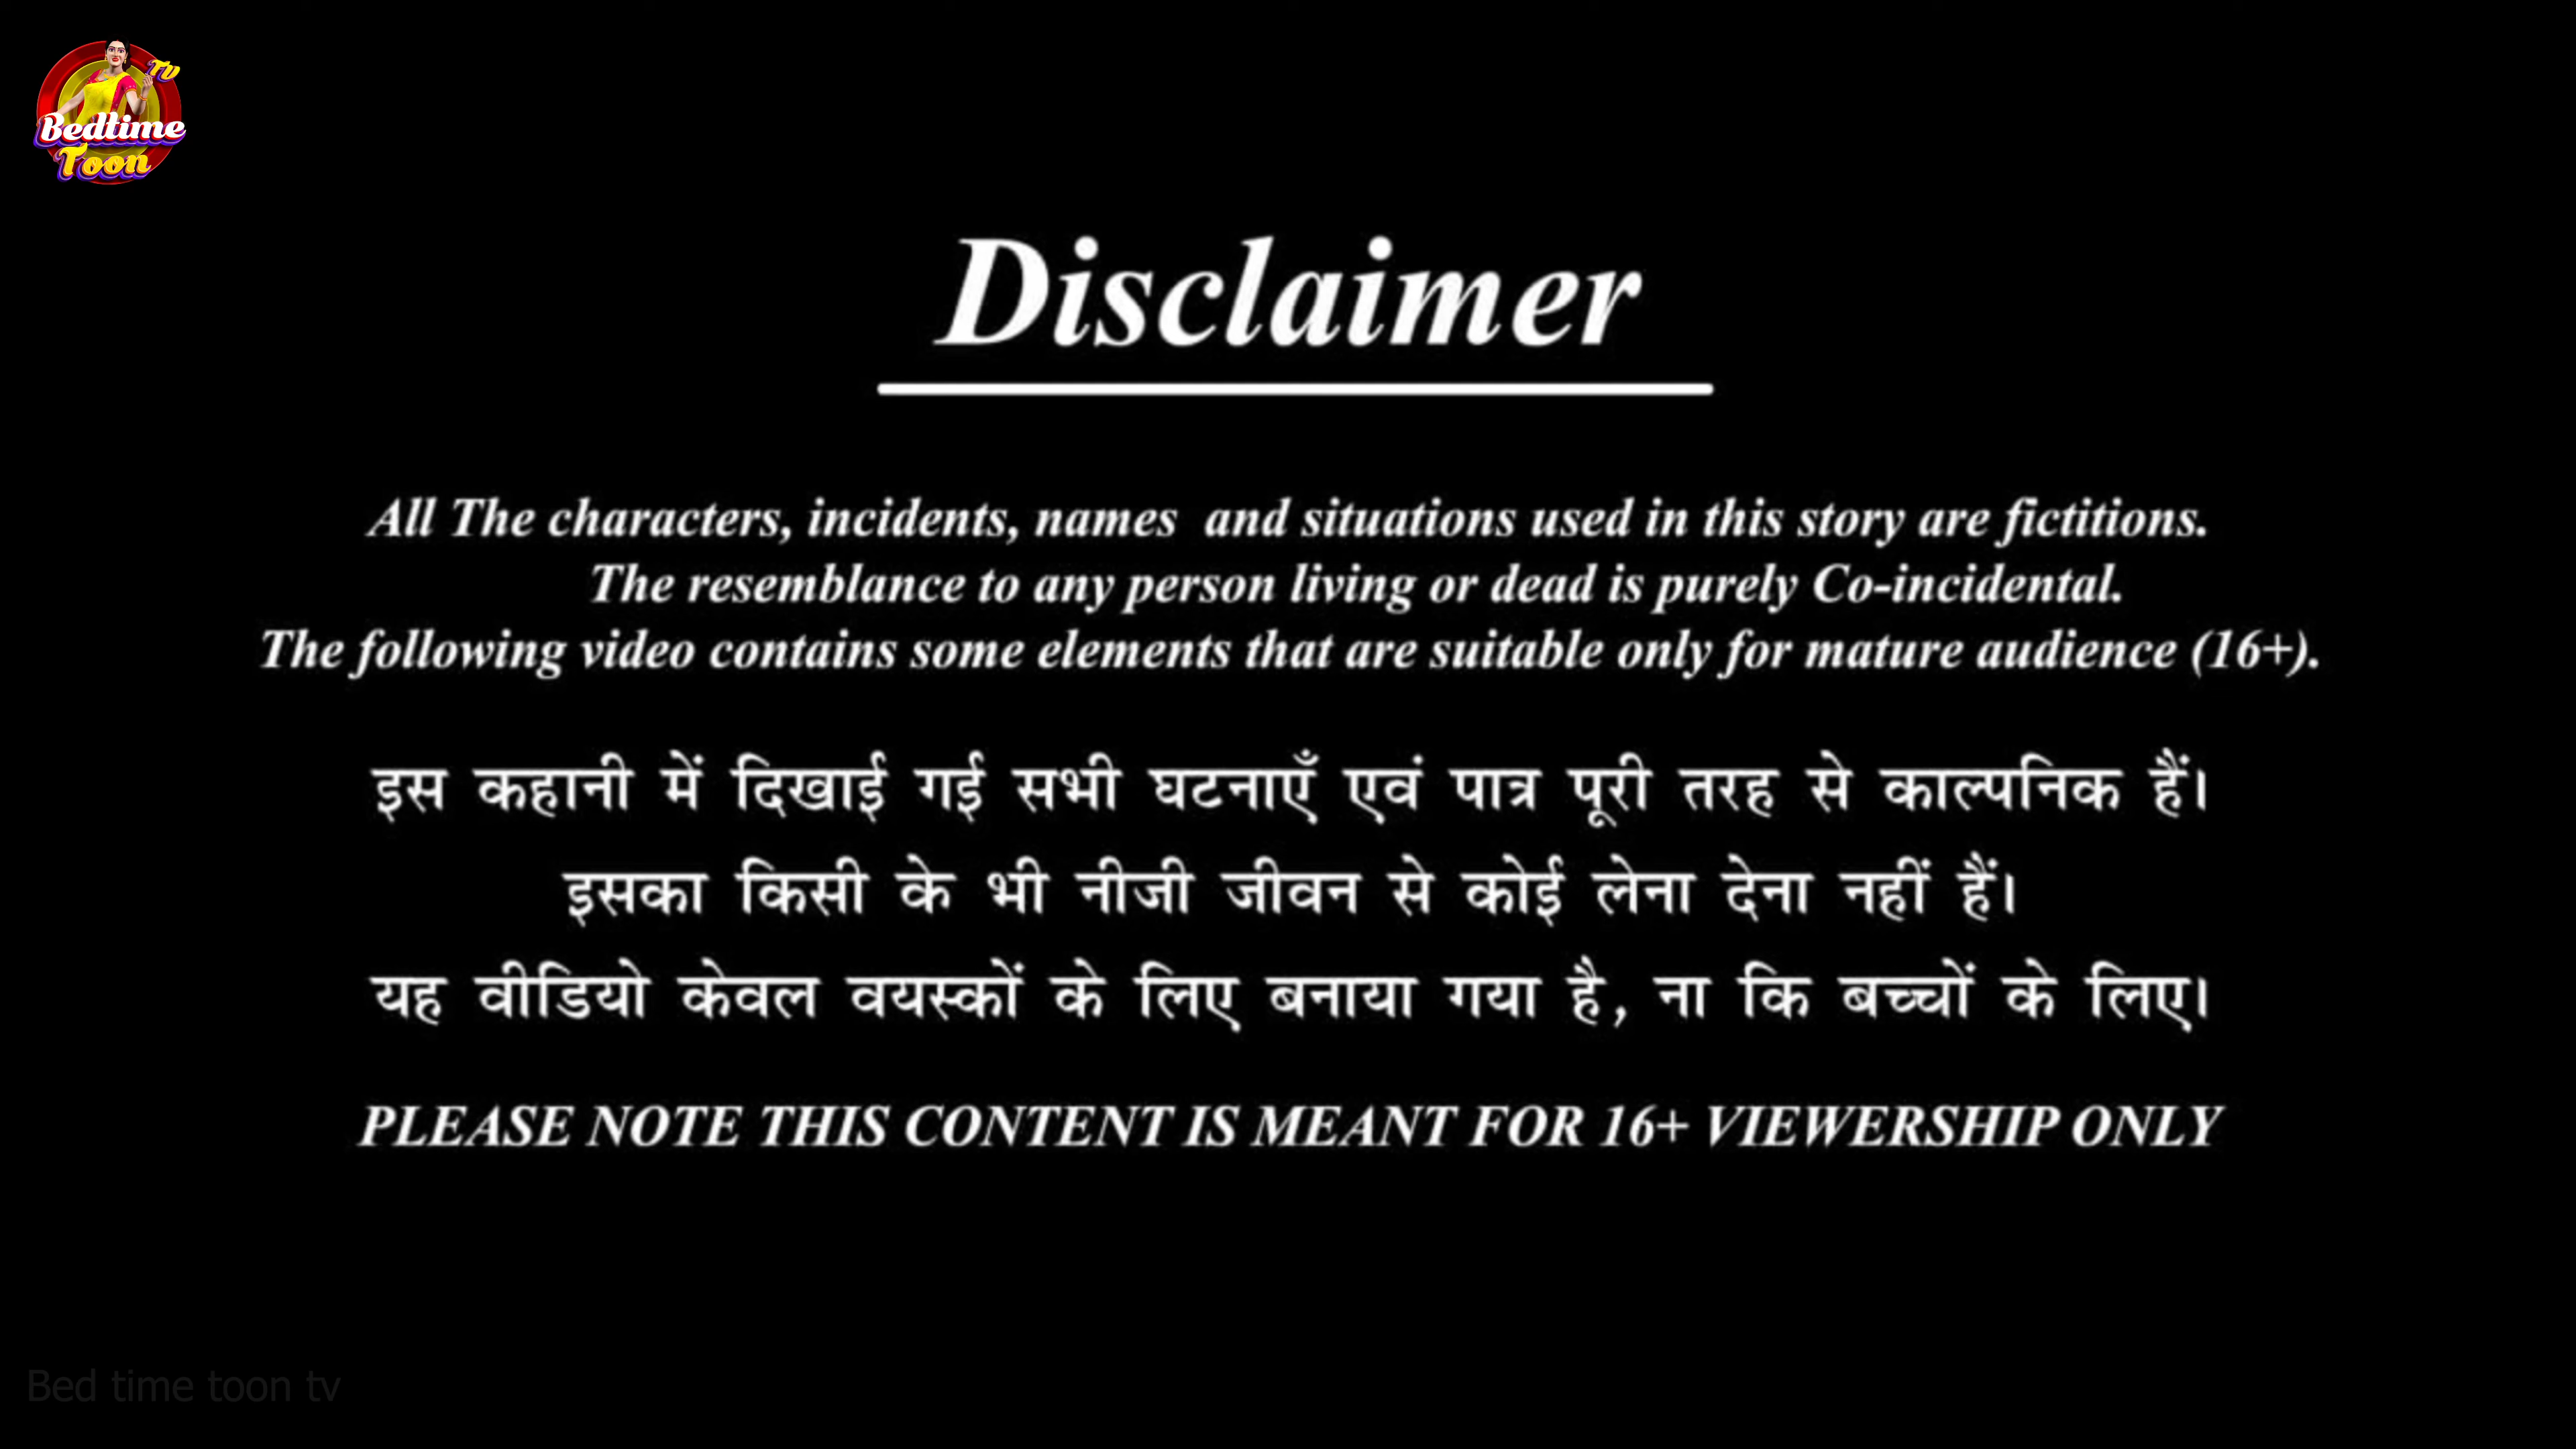 TV
Bedtime
Toon
Disclaimer
All The characters, incidents, names and situations used in this story are fictitions.
The resemblance to any person living or dead is purely Co-incidental.
The following video contains some elements that are suitable only for mature audience (16+).
इस कहानी में दिखाई गई सभी घटनाएँ एवं पात्र पूरी तरह से काल्पनिक हैं।
इसका किसी के भी नीजी जीवन से कोई लेना देना नहीं हैं।
यह वीडियो केवल वयस्कों के लिए बनाया गया है, ना कि बच्चों के लिए।
PLEASE NOTE THIS CONTENT IS MEANT FOR 16+ VIEWERSHIP ONLY
Bed time toon tv